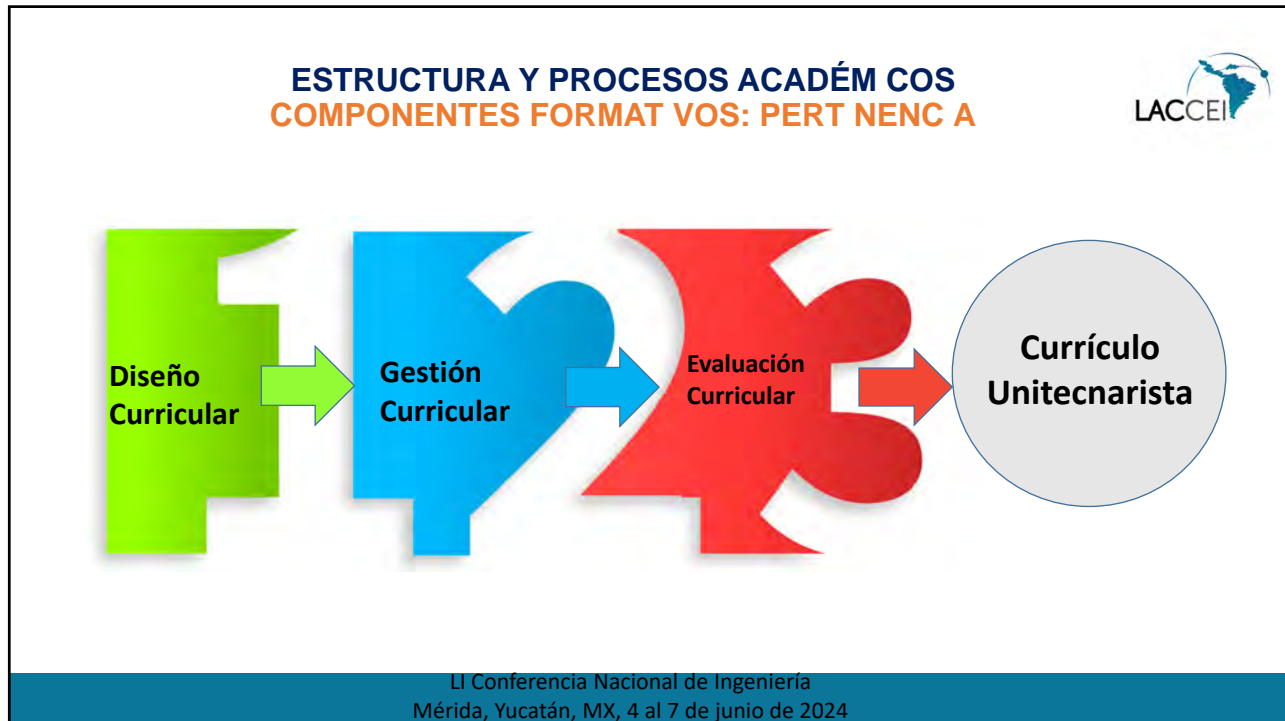 ESTRUCTURA Y PROCESOS ACADÉM COS
COMPONENTES FORMAT VOS: PERT NENC A
LACCEI
Diseño
Curricular
Gestión
Curricular
Evaluación
Curricular
Currículo
Unitecnarista
LI Conferencia Nacional de Ingeniería
Mérida, Yucatán, MX, 4 al 7 de junio de 2024